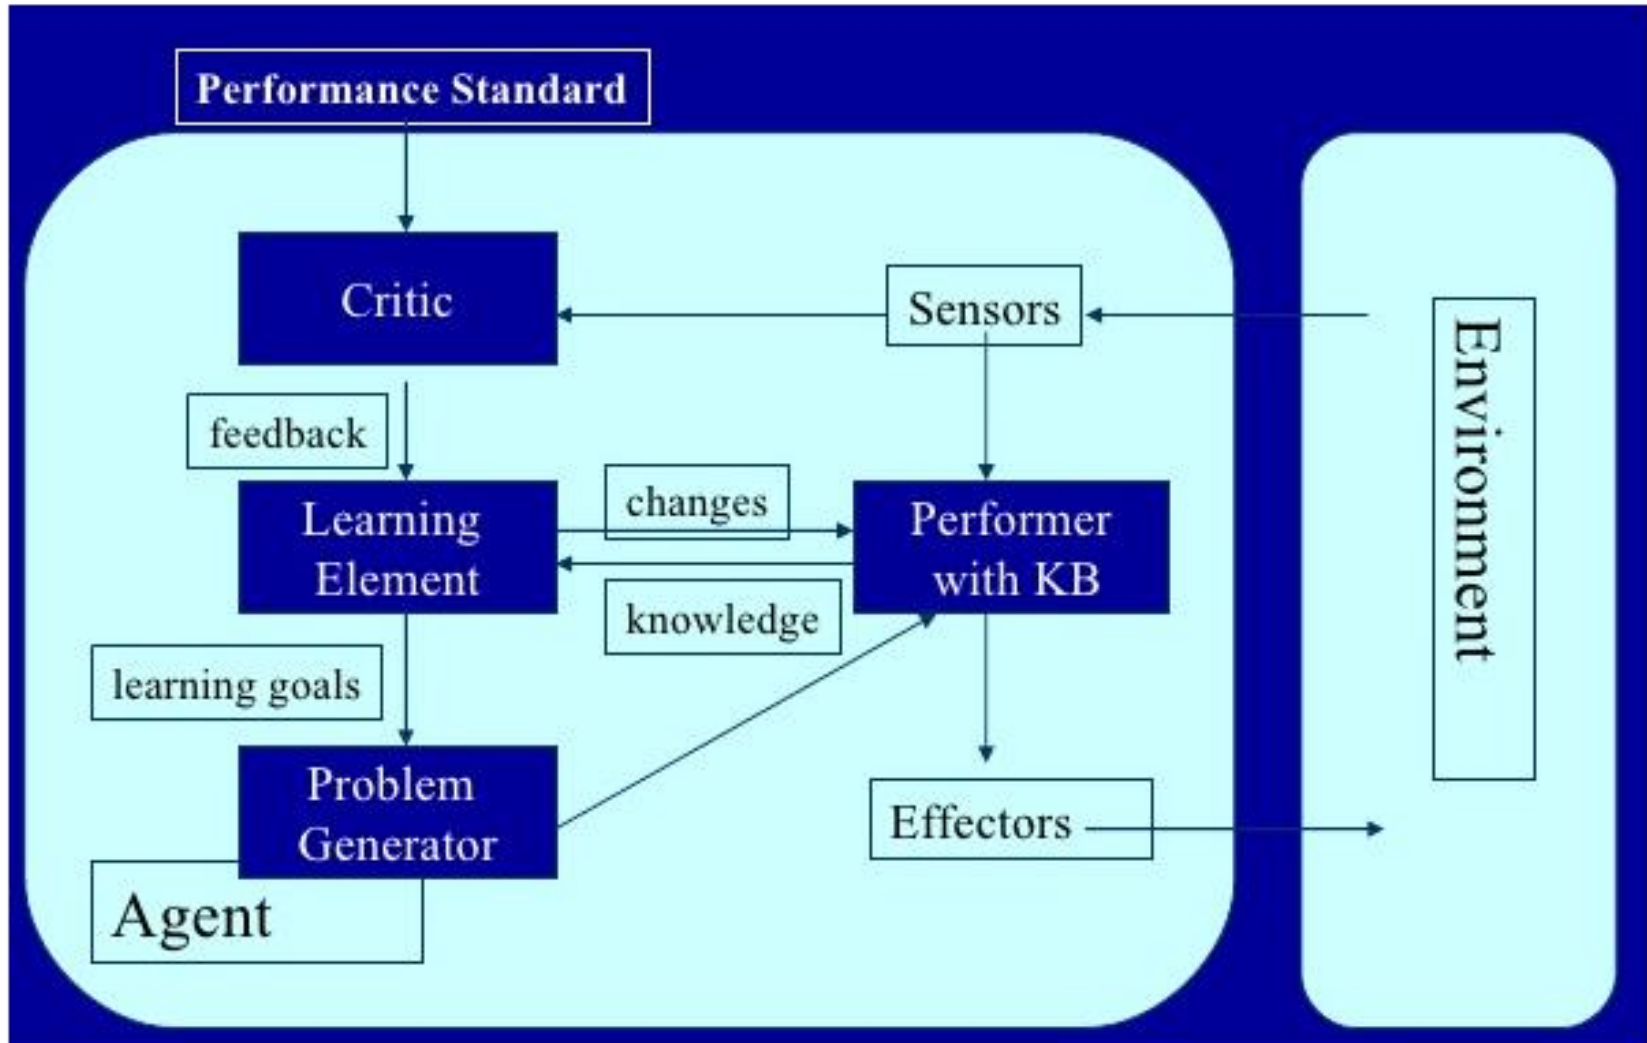 Performance Standard
Critic
Sensors
feedback
Learning
Element
changes
knowledge
Performer
with KB
learning goals
Problem
Generator
Effectors
Agent
Environment